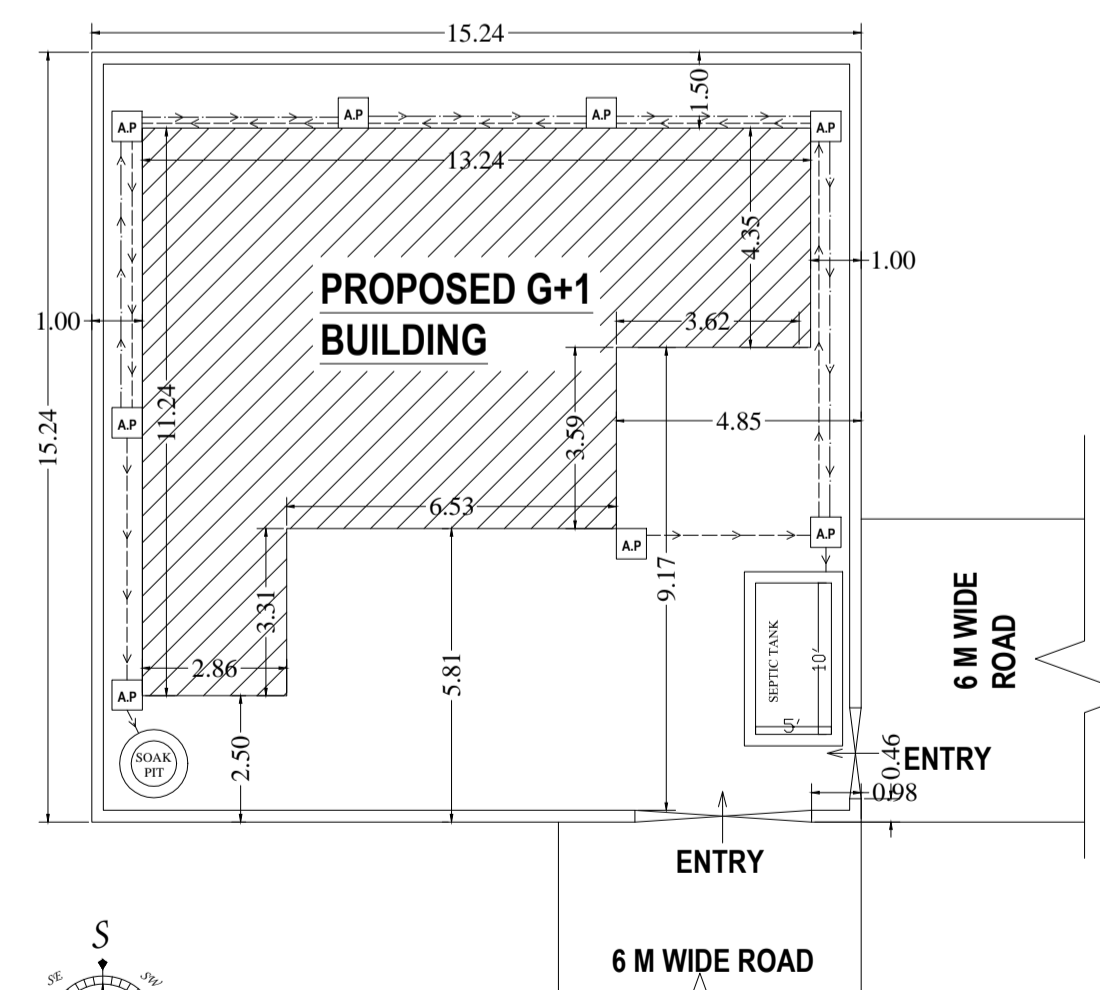 15.24
1.50
A.P
A.P
A.P
A.P
13.24
4.35
1.00
PROPOSED G+1
BUILDING
3.62
1.00
11.24
15.24
A.P
3.59
4.85
6.53
A.P
A.P
9.17
3.31
2.86
5.81
SEPTIC TANK
10'
5'
6 M WIDE
ROAD
A.P
SOAK
PIT
2.50
0.46
ENTRY
0.98
ENTRY
6 M WIDE ROAD
S
SE
SW